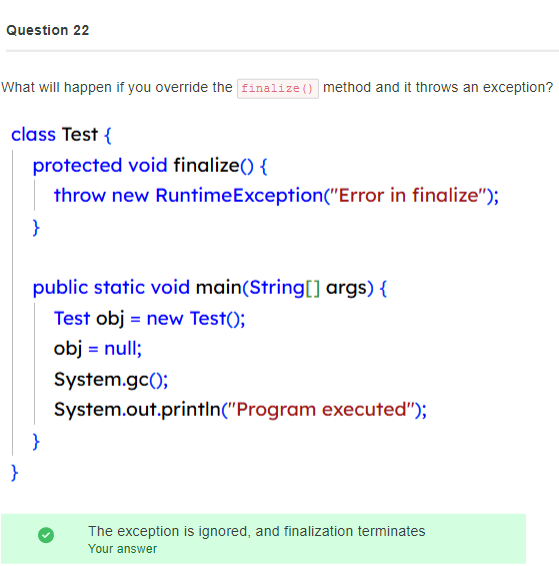 Question 22
What will happen if you override the finalize() method and it throws an exception?
class Test {
protected void finalize() {
throw new RuntimeException("Error in finalize");
}
public static void main(String[] args) {
Test obj = new Test();
obj = null;
System.gc();
System.out.println("Program executed");
}
}
The exception is ignored, and finalization terminates
Your answer